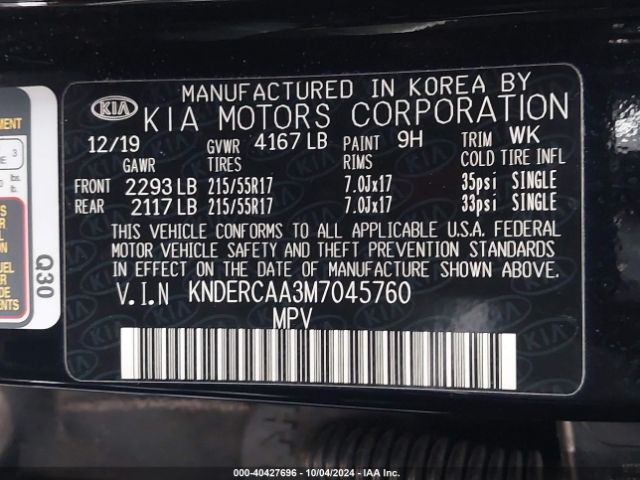 MANUFACTURED IN KOREA BY
KIA KIA MOTORS CORPORATION
12/19 GVWR 4167 LB PAINT 9H TRIM WK
GAWR TIRES RIMS COLD TIRE INFL
FRONT 2293 LB 215/55R17 7.0Jx17 35psi SINGLE
REAR 2117 LB 215/55R17 7.0Jx17 33psi SINGLE
THIS VEHICLE CONFORMS TO ALL APPLICABLE U.S.A. FEDERAL
MOTOR VEHICLE SAFETY AND THEFT PREVENTION STANDARDS
IN EFFECT ON THE DATE OF MANUFACTURE SHOWN ABOVE.
V.I.N KNDERCAA3M7045760
MPV
Q30
000-40427696 - 10/04/2024 - IAA Inc.